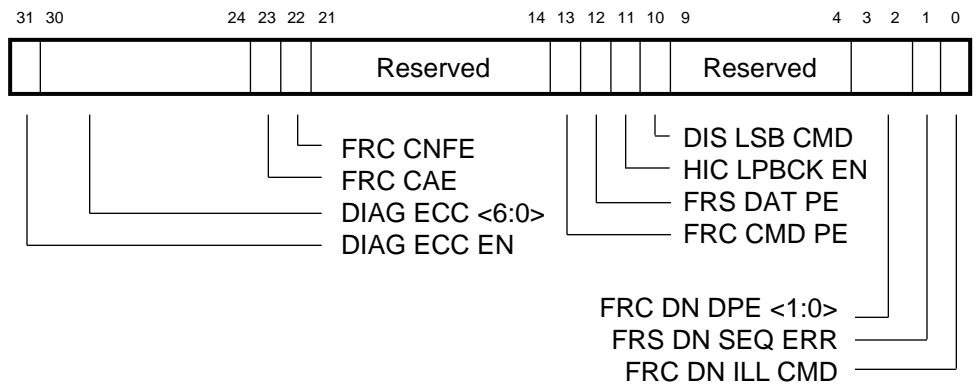 31 30 24 23 22 21 14 13 12 11 10 9 4 3 2 1 0
Reserved Reserved
FRC CNFE
FRC CAE
DIAG ECC <6:0>
DIAG ECC EN
DIS LSB CMD
HIC LPBCK EN
FRS DAT PE
FRC CMD PE
FRC DN DPE <1:0>
FRS DN SEQ ERR
FRC DN ILL CMD